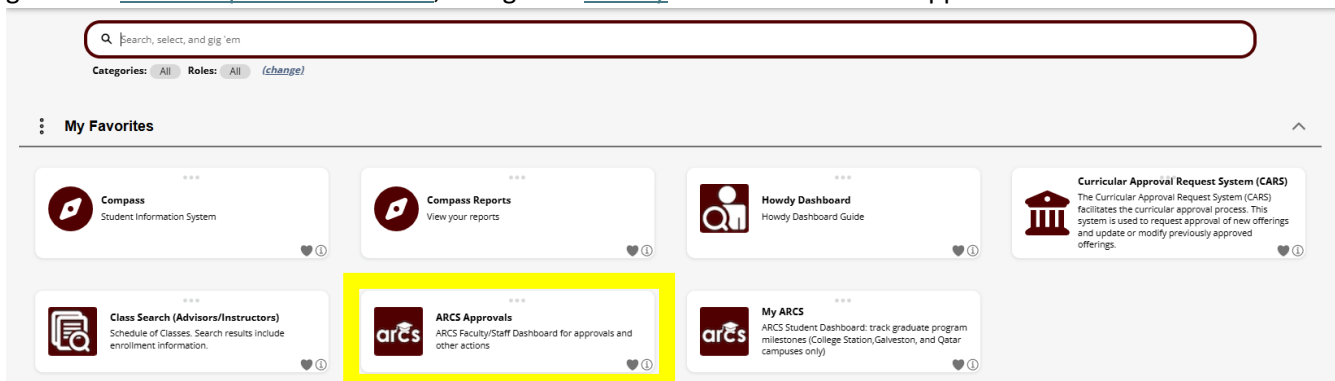 Search, select, and gig 'em
Categories: All Roles: All (change)
My Favorites
Compass
Student Information System
Compass Reports
View your reports
Howdy Dashboard
Howdy Dashboard Guide
Curricular Approval Request System (CARS)
The Curricular Approval Request System (CARS)
facilitates the curricular approval process. This
system is used to request approval of new offerings
and update or modify previously approved
offerings.
Class Search (Advisors/Instructors)
Schedule of Classes. Search results include
enrollment information.
arcs
ARCS Approvals
ARCS Faculty/Staff Dashboard for approvals and
other actions
arcs
My ARCS
ARCS Student Dashboard: track graduate program
milestones (College Station,Galveston, and Qatar
campuses only)